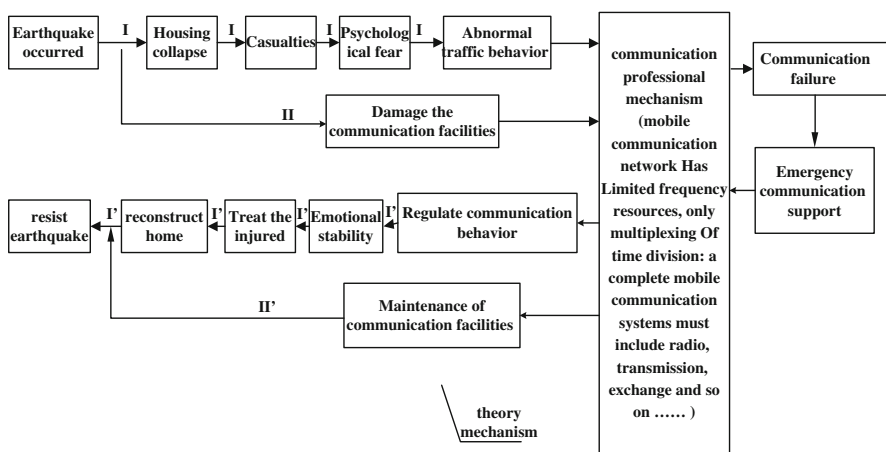 Earthquake
occurred
I
Housing
collapse
I
Casualties
I
Psycholog
ical fear
I
Abnormal
traffic behavior
II
Damage the
communication facilities
communication
professional
mechanism
(mobile
communication
network Has
Limited frequency
resources, only
multiplexing Of
time division: a
complete mobile
communication
systems must
include radio,
transmission,
exchange and so
on …… )
Communication
failure
Emergency
communication
support
resist
earthquake
I’
reconstruct
home
I’
Treat the
injured
I’
Emotional
stability
I’
Regulate communication
behavior
II’
Maintenance of
communication facilities
theory
mechanism